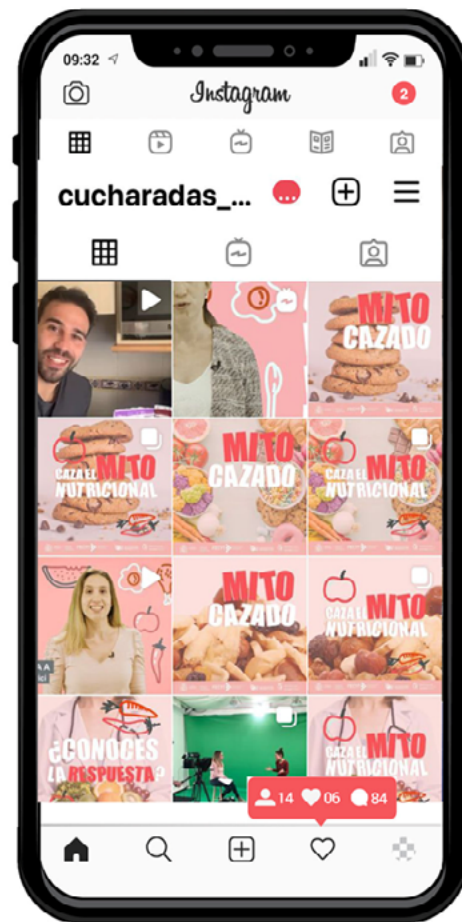 09:32
Instagram
2
cucharadas_...
MITO
CAZADO
CAZA EL MITO
NUTRICIONAL
MITO
CAZADO
CAZA EL MITO
NUTRICIONAL
MITO
CAZADO
CAZA EL MITO
NUTRICIONAL
¿CONOCES
LA RESPUESTA?
CAZA EL MITO
NUTRICIONAL
14 06 84